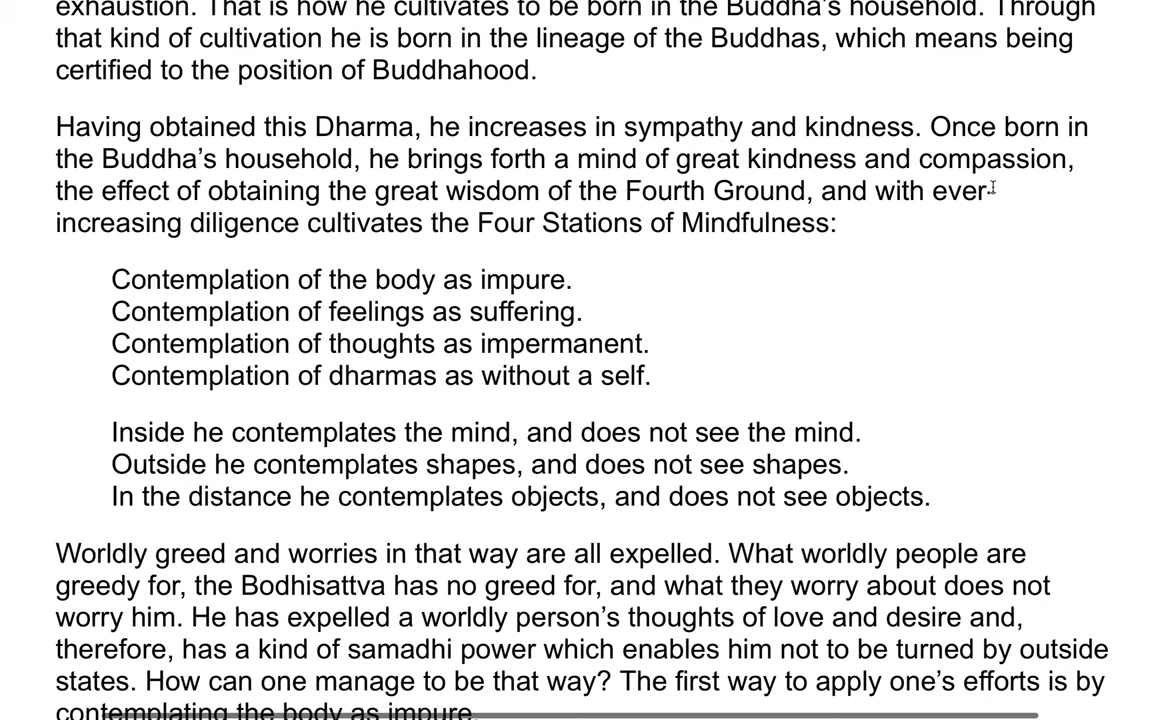 exhaustion. That is how he cultivates to be born in the Buddha's household. Through
that kind of cultivation he is born in the lineage of the Buddhas, which means being
certified to the position of Buddhahood.
Having obtained this Dharma, he increases in sympathy and kindness. Once born in
the Buddha's household, he brings forth a mind of great kindness and compassion,
the effect of obtaining the great wisdom of the Fourth Ground, and with ever
increasing diligence cultivates the Four Stations of Mindfulness:
Contemplation of the body as impure.
Contemplation of feelings as suffering.
Contemplation of thoughts as impermanent.
Contemplation of dharmas as without a self.
Inside he contemplates the mind, and does not see the mind.
Outside he contemplates shapes, and does not see shapes.
In the distance he contemplates objects, and does not see objects.
Worldly greed and worries in that way are all expelled. What worldly people are
greedy for, the Bodhisattva has no greed for, and what they worry about does not
worry him. He has expelled a worldly person's thoughts of love and desire and,
therefore, has a kind of samadhi power which enables him not to be turned by outside
states. How can one manage to be that way? The first way to apply one's efforts is by
contemplating the body as impure.